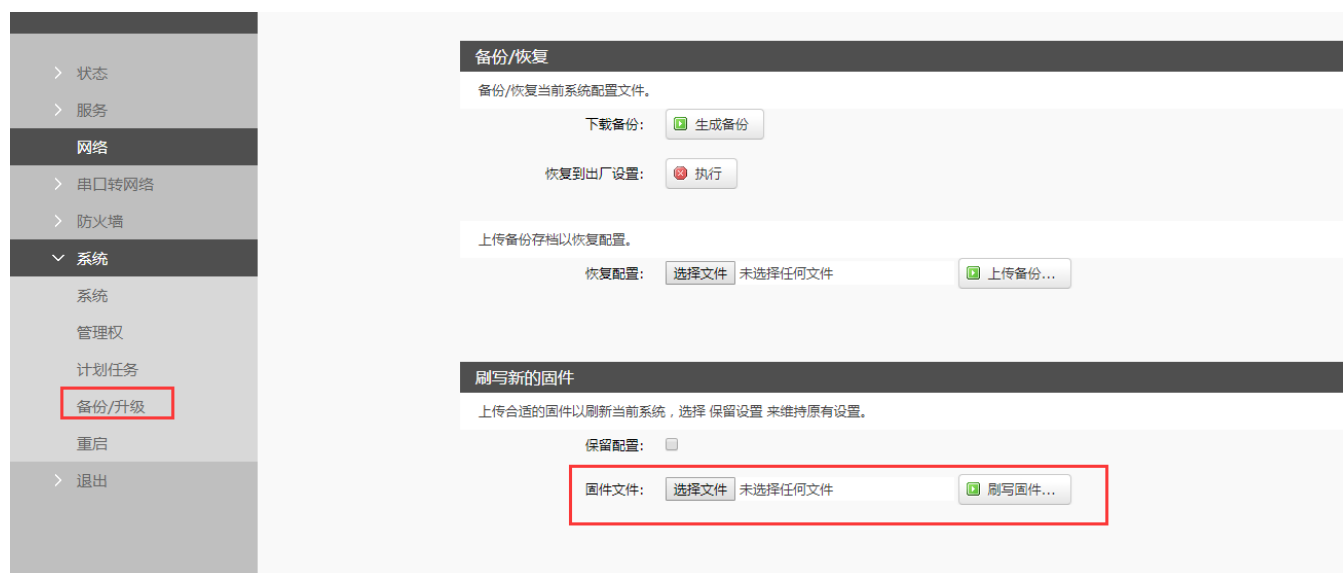 状态
服务
网络
串口转网络
防火墙
系统
系统
管理权
计划任务
备份/升级
重启
退出
备份/恢复
备份/恢复当前系统配置文件。
下载备份: 生成备份
恢复到出厂设置: 执行
上传备份存档以恢复配置。
恢复配置: 选择文件 未选择任何文件 上传备份...
刷写新的固件
上传合适的固件以刷新当前系统，选择 保留设置 来维持原有设置。
保留配置:
固件文件: 选择文件 未选择任何文件 刷写固件...